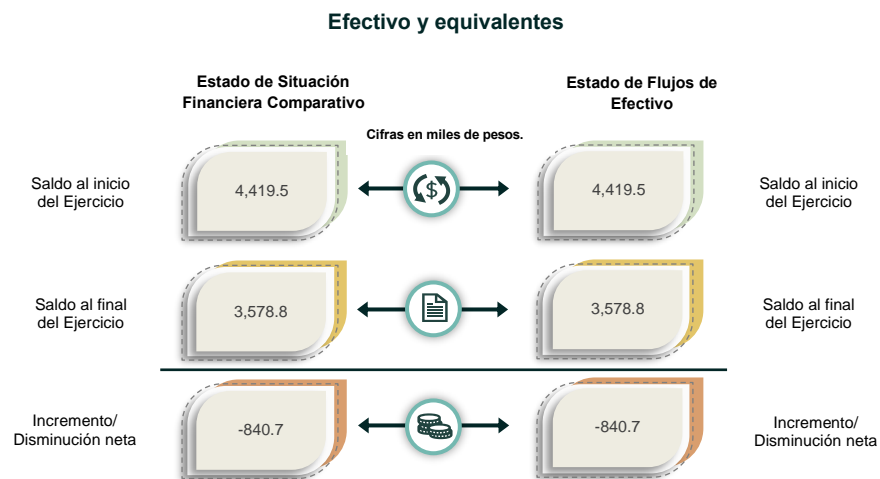 Efectivo y equivalentes
Estado de Situación
Financiera Comparativo
Estado de Flujos de
Efectivo
Cifras en miles de pesos.
Saldo al inicio
del Ejercicio
4,419.5
$
4,419.5
Saldo al inicio
del Ejercicio
Saldo al final
del Ejercicio
3,578.8
3,578.8
Saldo al final
del Ejercicio
Incremento/
Disminución neta
-840.7
-840.7
Incremento/
Disminución neta